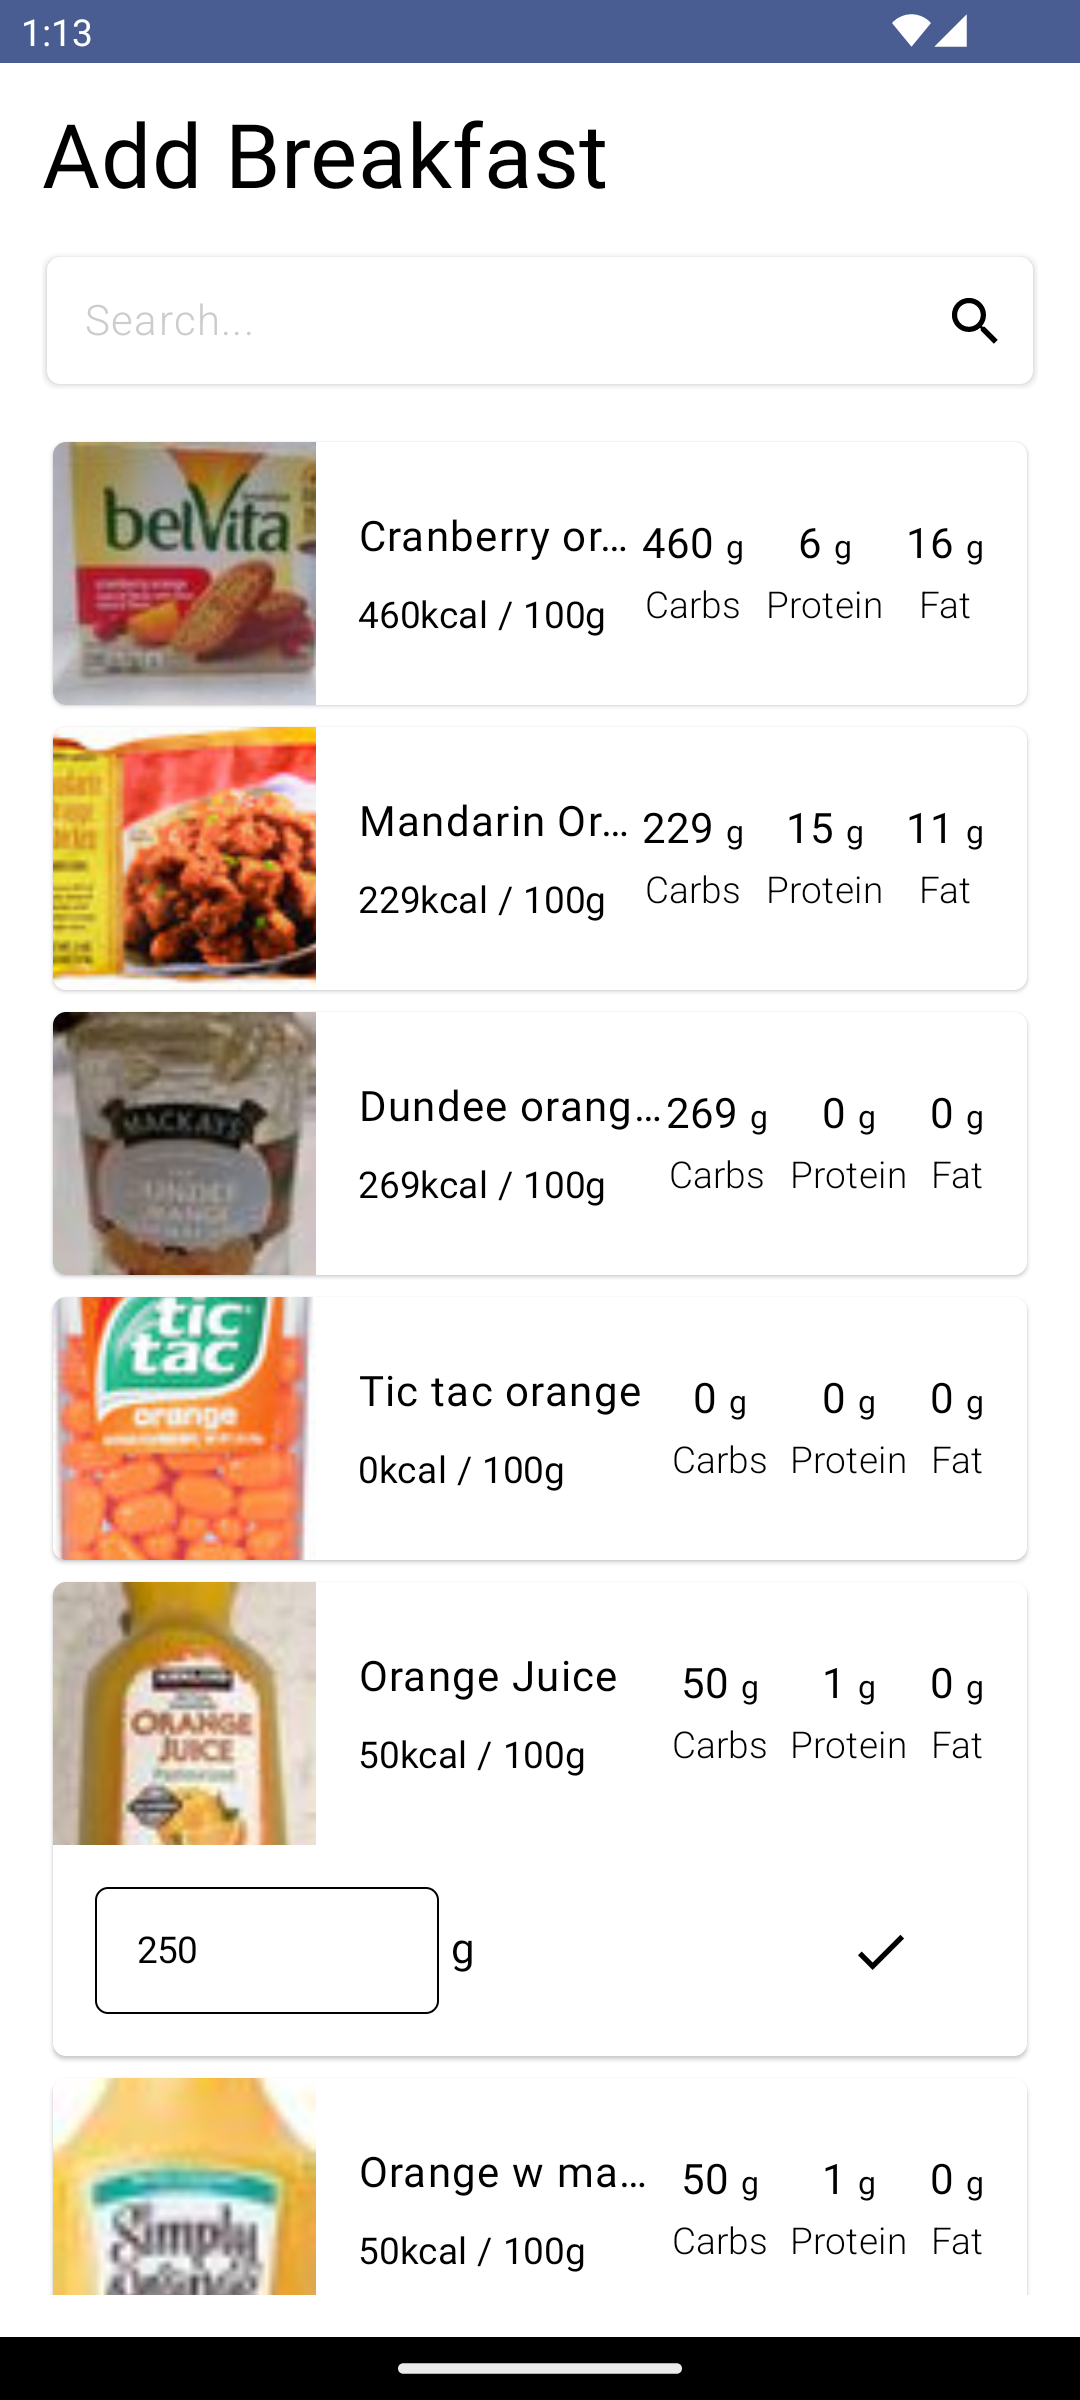 1:13
Add Breakfast
Search...
belVita
Cranberry or...
460 g
6 g
16 g
460kcal / 100g
Carbs
Protein
Fat
Mandarin Or...
229 g
15 g
11 g
229kcal / 100g
Carbs
Protein
Fat
MACKAYS
Dundee orang...
269 g
0 g
0 g
269kcal / 100g
Carbs
Protein
Fat
tic
tac
orange
Tic tac orange
0 g
0 g
0 g
0kcal / 100g
Carbs
Protein
Fat
ORANGE
JUICE
Orange Juice
50 g
1 g
0 g
50kcal / 100g
Carbs
Protein
Fat
250 g
Simply
Orange w ma...
50 g
1 g
0 g
50kcal / 100g
Carbs
Protein
Fat